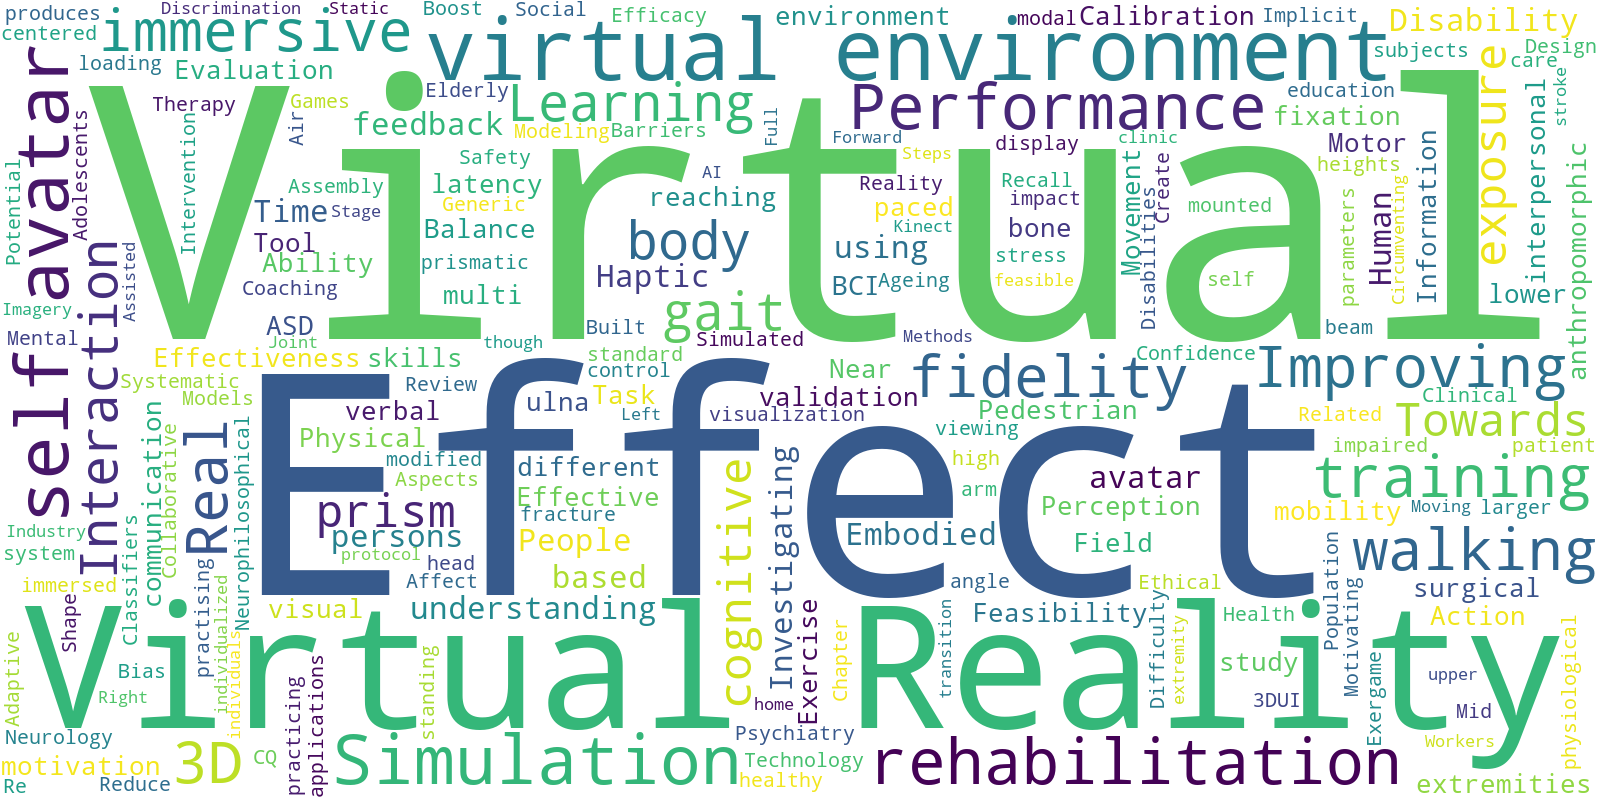 produces
Discrimination
Static
Boost
Social
Efficacy
environment
modal
Calibration
Implicit
Disability
centered
immersive
virtual environment
subjects
Design
care
loading
Evaluation
Therapy
Games
Air
Elderly
Learning
Performance
education
exposure
interpersonal
stroke
feedback
Modeling
Barriers
Full
Forward
clinic
fixation
self avatar
Adolescents
Intervention
Virtual
Safety
Steps
display
Motor
heights
Potential
Assembly
latency
Generic
AI
reaching
Reality
Recall
impact
mounted
Movement
Create
Disabilities
Human
Circumventing
Information
anthropomorphic
Time
Stage
Balance
paced
Kinect
bone
parameters
Tool
Ability
prismatic
body
using
stress
self
Coaching
multi
Haptic
BCI
Ageing
feasible
lower
Imagery
Assisted
Interaction
Mental
ASD
Joint
though
Built
gait
Simulated
Methods
beam
Effectiveness
skills
standard
control
Near
fidelity
Confidence
Improving
Systematic
Models
Review
ulna
Task
validation
visualization
Left
Clinical
verbal
Pedestrian
viewing
Related
Towards
communication
Collaborative
Real
Neurophilosophical
Physical
modified
Aspects
Effect
different
Effective
high
arm
avatar
Perception
impaired
patient
training
prism
fracture
cognitive
Investigating
mobility
Moving
larger
Industry
system
persons
protocol
People
Embodied
Field
walking
immersed
Classifiers
practising
individualized
individuals
head
Affect
based
angle
Ethical
surgical
Shape
visual
understanding
Exercise
Chapter
transition
Feasibility
Difficulty
extremity
Health
Population
Motivating
Action
Adaptive
Virtual Reality
Bias
Right
standing
home
study
3DUI
Exergame
upper
Mid
physiological
Neurology
practicing
applications
Psychiatry
Workers
motivation
3D
CQ
Simulation
Technology
rehabilitation
Re
Reduce
healthy
extremities